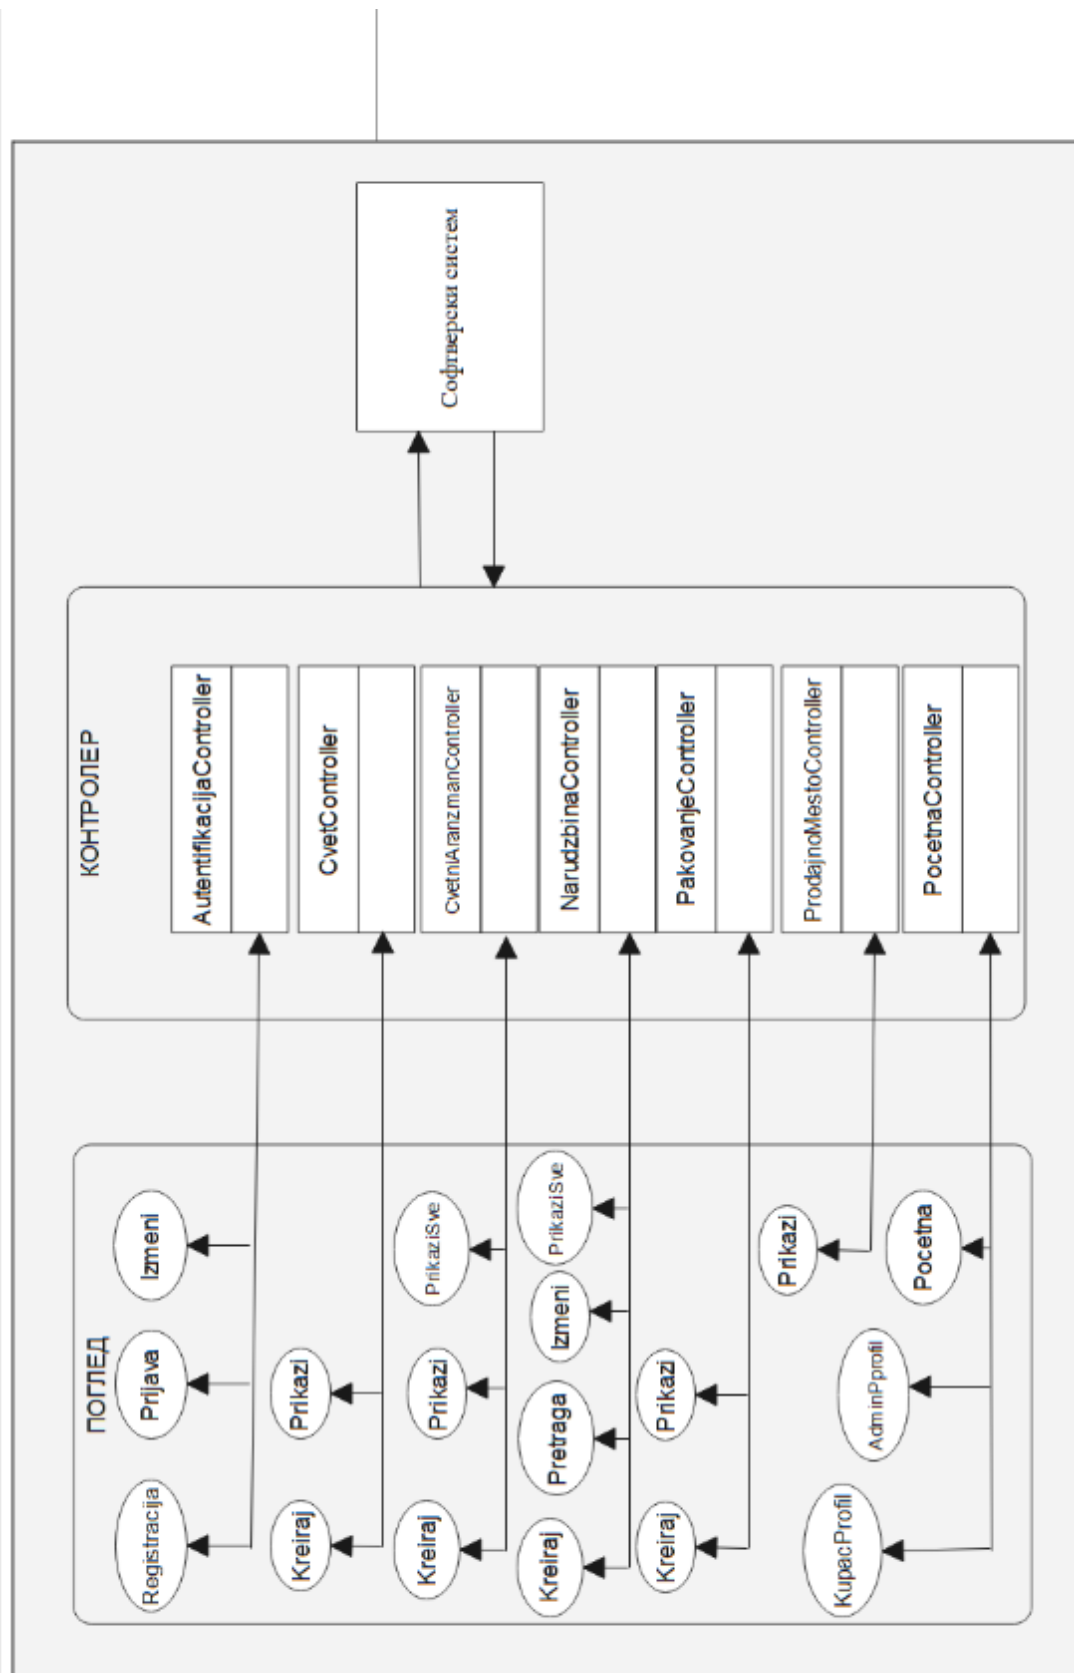 ПОГЛЕД
Registracija
Prijava
Izmeni
Kreiraj
Prikazi
Kreiraj
Prikazi
PrikaziSve
Kreiraj
Pretraga
Izmeni
PrikaziSve
Kreiraj
Prikazi
Prikazi
KupacProfil
AdminPprofil
Pocetna
КОНТРОЛЕР
AutentifikacijaController
CvetController
CvetniAranzmanController
NarudzbinaController
PakovanjeController
ProdajnoMestoController
PocetnaController
Софтверски систем